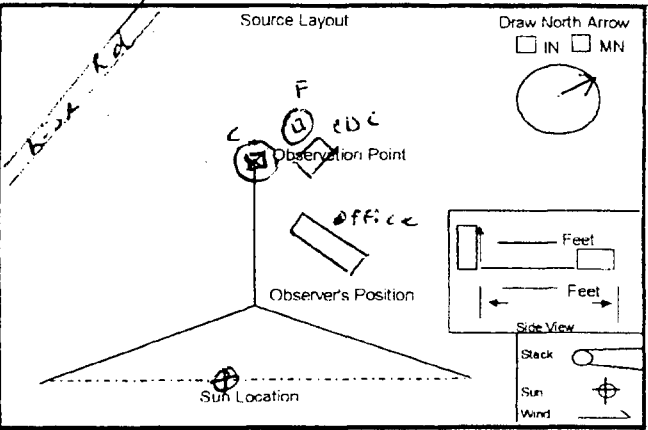 Source Layout
Draw North Arrow
IN MN
Rd
F
C
Observation Point
Office
Feet
Observer's Position
Feet
Side View
Stack
Sun Location
Sun
Wind